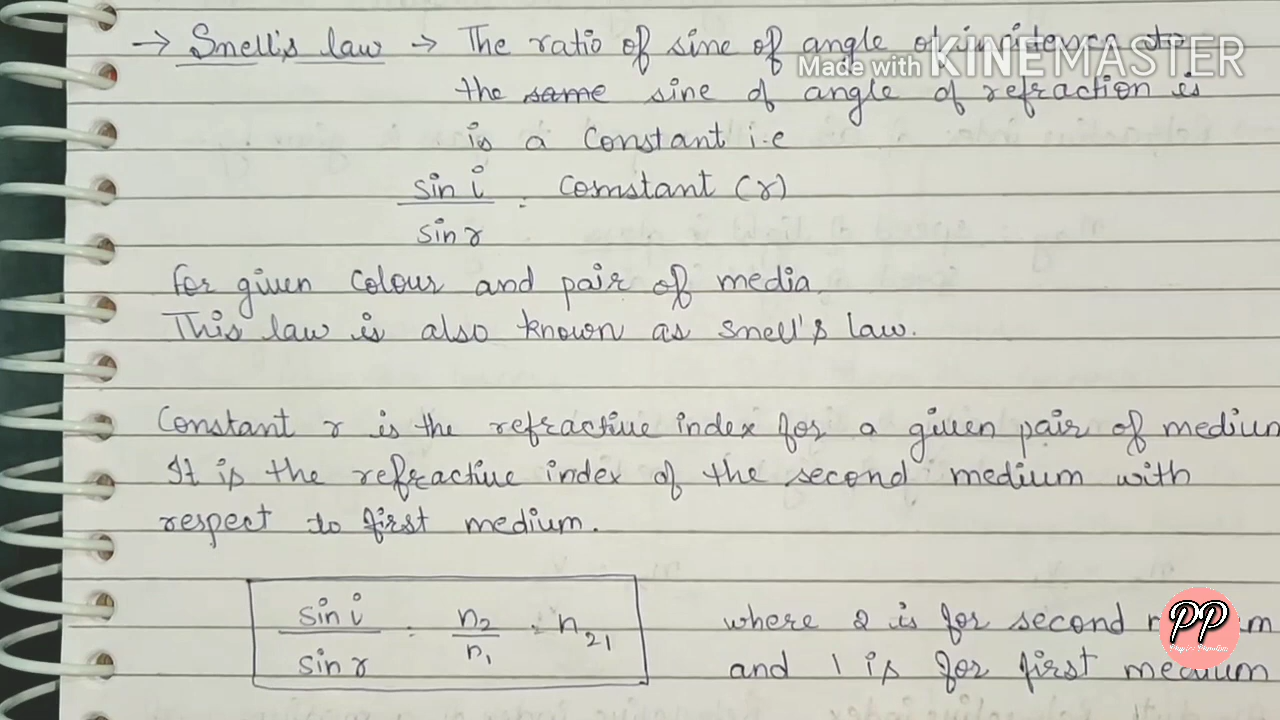 → Snell's law → The ratio of sine of angle of incidence to
Made with KINEMASTER
the same sine of angle of refraction is
is a constant i.e
sin i
sin r
= Constant (r)
for given colour and pair of media.
This law is also known as snell's law.
Constant r is the refractive index for a given pair of medium
It is the refractive index of the second medium with
respect to first medium.
sin i / sin r = n2 / n1 = n21
where 2 is for second
and 1 is for first medium
PP